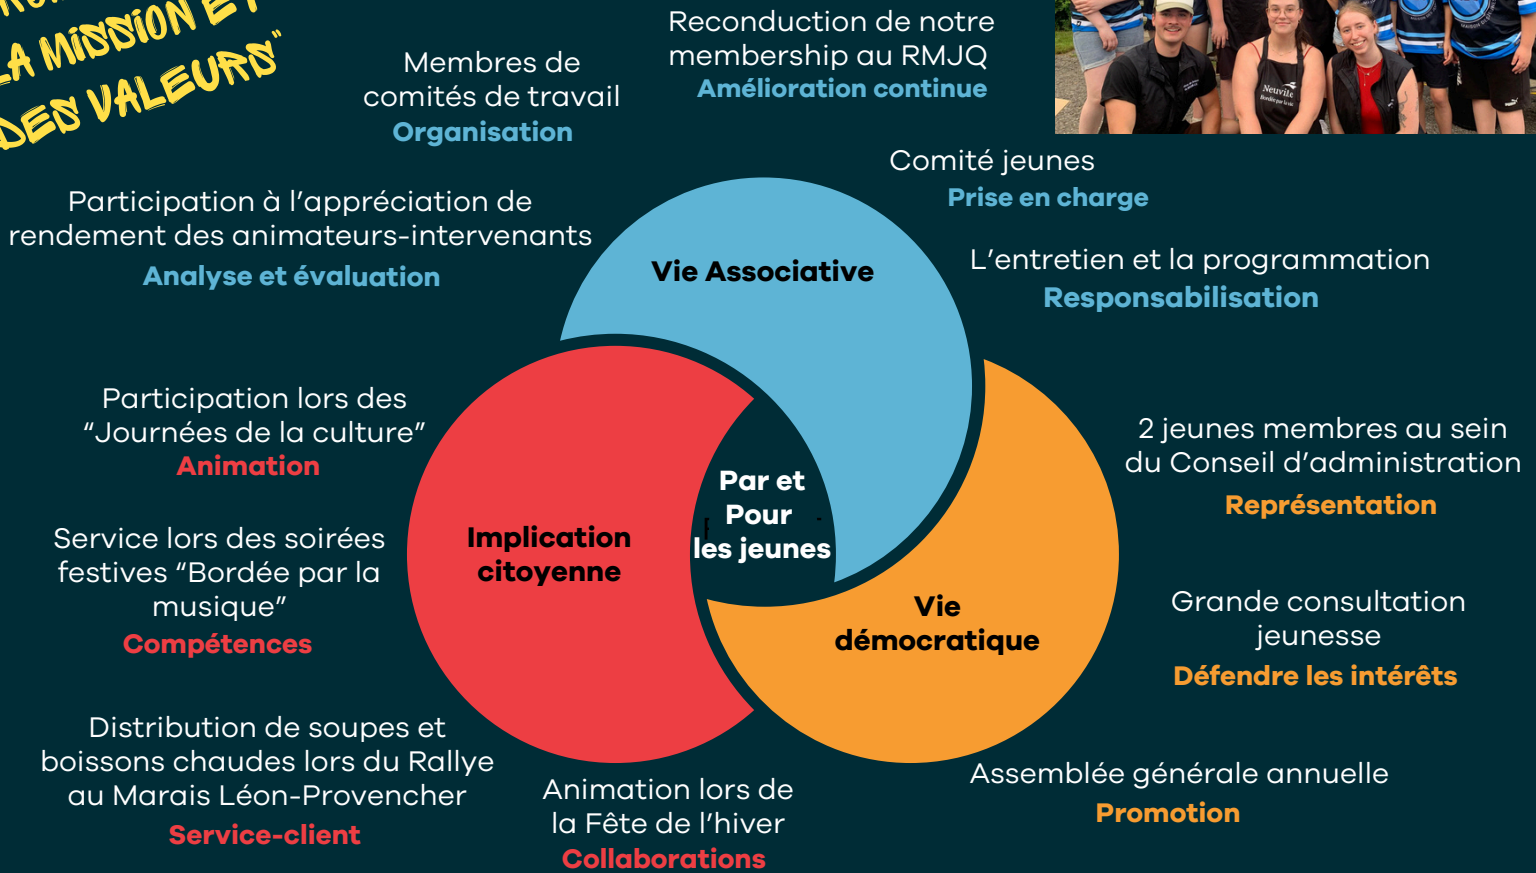 LA MISSION ET
DES VALEURS"
Membres de
comités de travail
Organisation
Reconduction de notre
membership au RMJQ
Amélioration continue
Neuville
Comité jeunes
Prise en charge
Participation à l'appréciation de
rendement des animateurs-intervenants
Analyse et évaluation
L'entretien et la programmation
Responsabilisation
Vie Associative
Participation lors des
“Journées de la culture”
Animation
2 jeunes membres au sein
du Conseil d'administration
Représentation
Par et
Pour
les jeunes
Implication
citoyenne
Service lors des soirées
festives “Bordée par la
musique”
Compétences
Vie
démocratique
Grande consultation
jeunesse
Défendre les intérêts
Distribution de soupes et
boissons chaudes lors du Rallye
au Marais Léon-Provencher
Service-client
Animation lors de
la Fête de l'hiver
Collaborations
Assemblée générale annuelle
Promotion